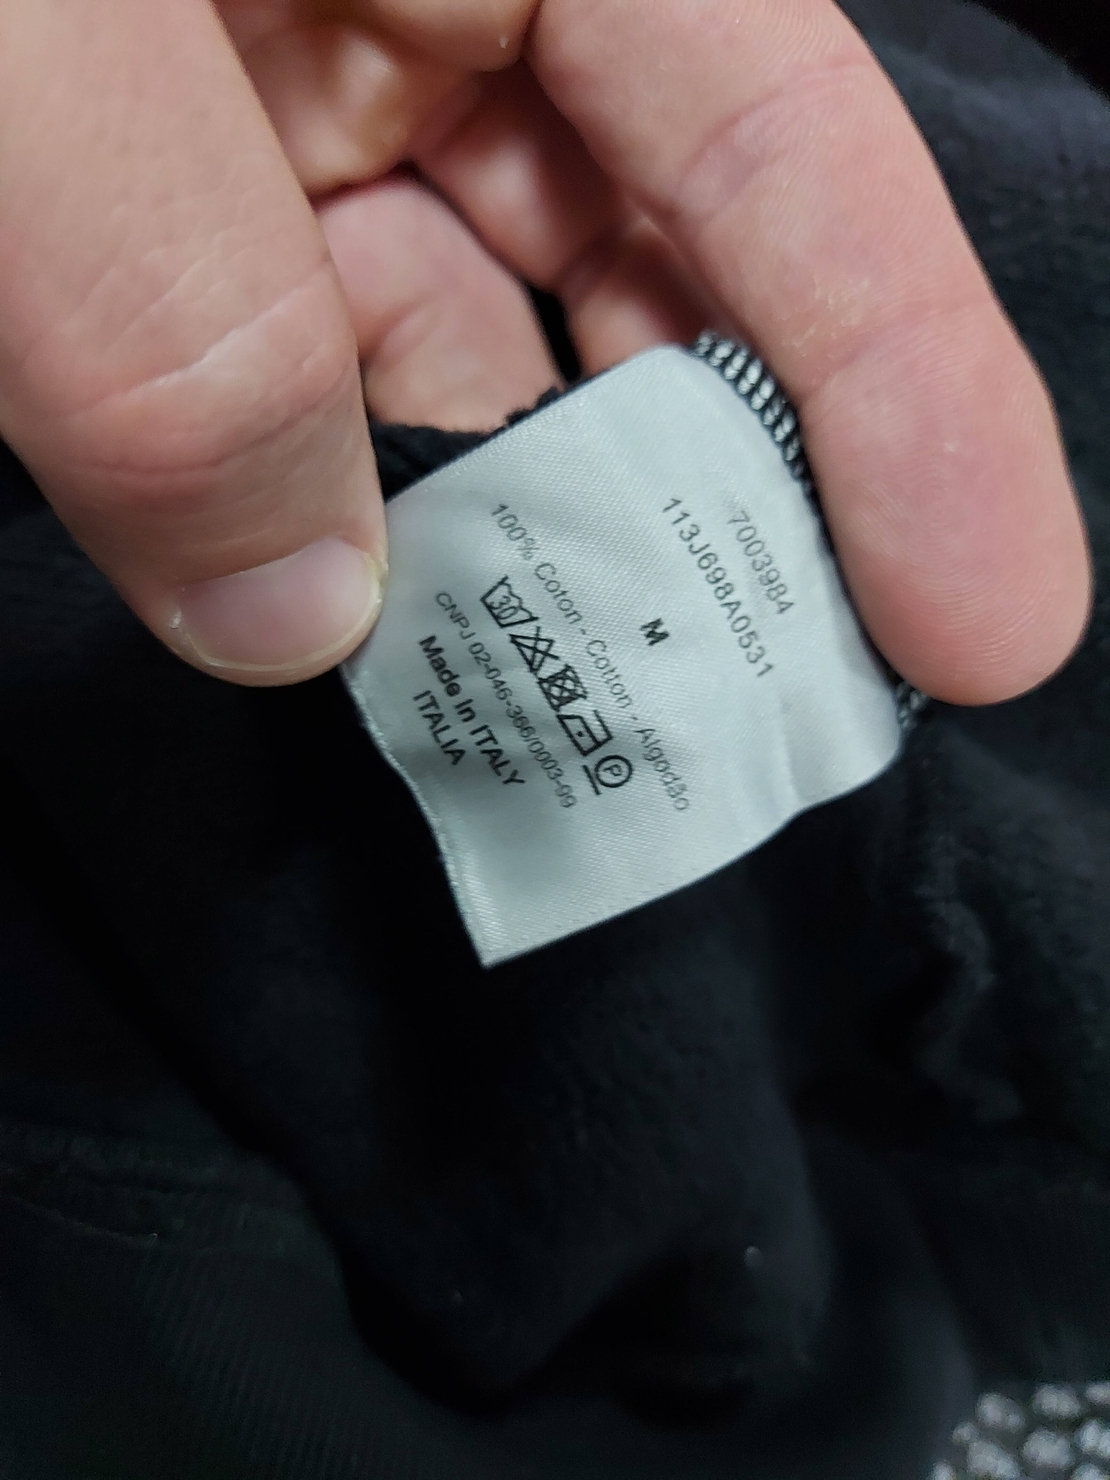 7003984
113J698A0531
M
100% Coton - Cotton - Algodão
30 P
CNPJ 02-046-366/0003-99
Made In ITALY
ITALIA